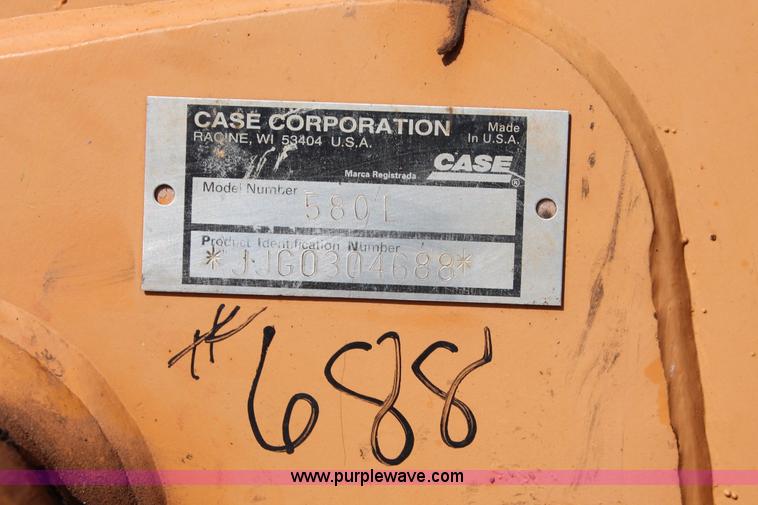 CASE CORPORATION
RACINE, WI 53404 U.S.A.
Made
In U.S.A.
Marca Registrada
CASE®
Model Number
580L
Product Identification Number
*JJG0304688*
#688
www.purplewave.com